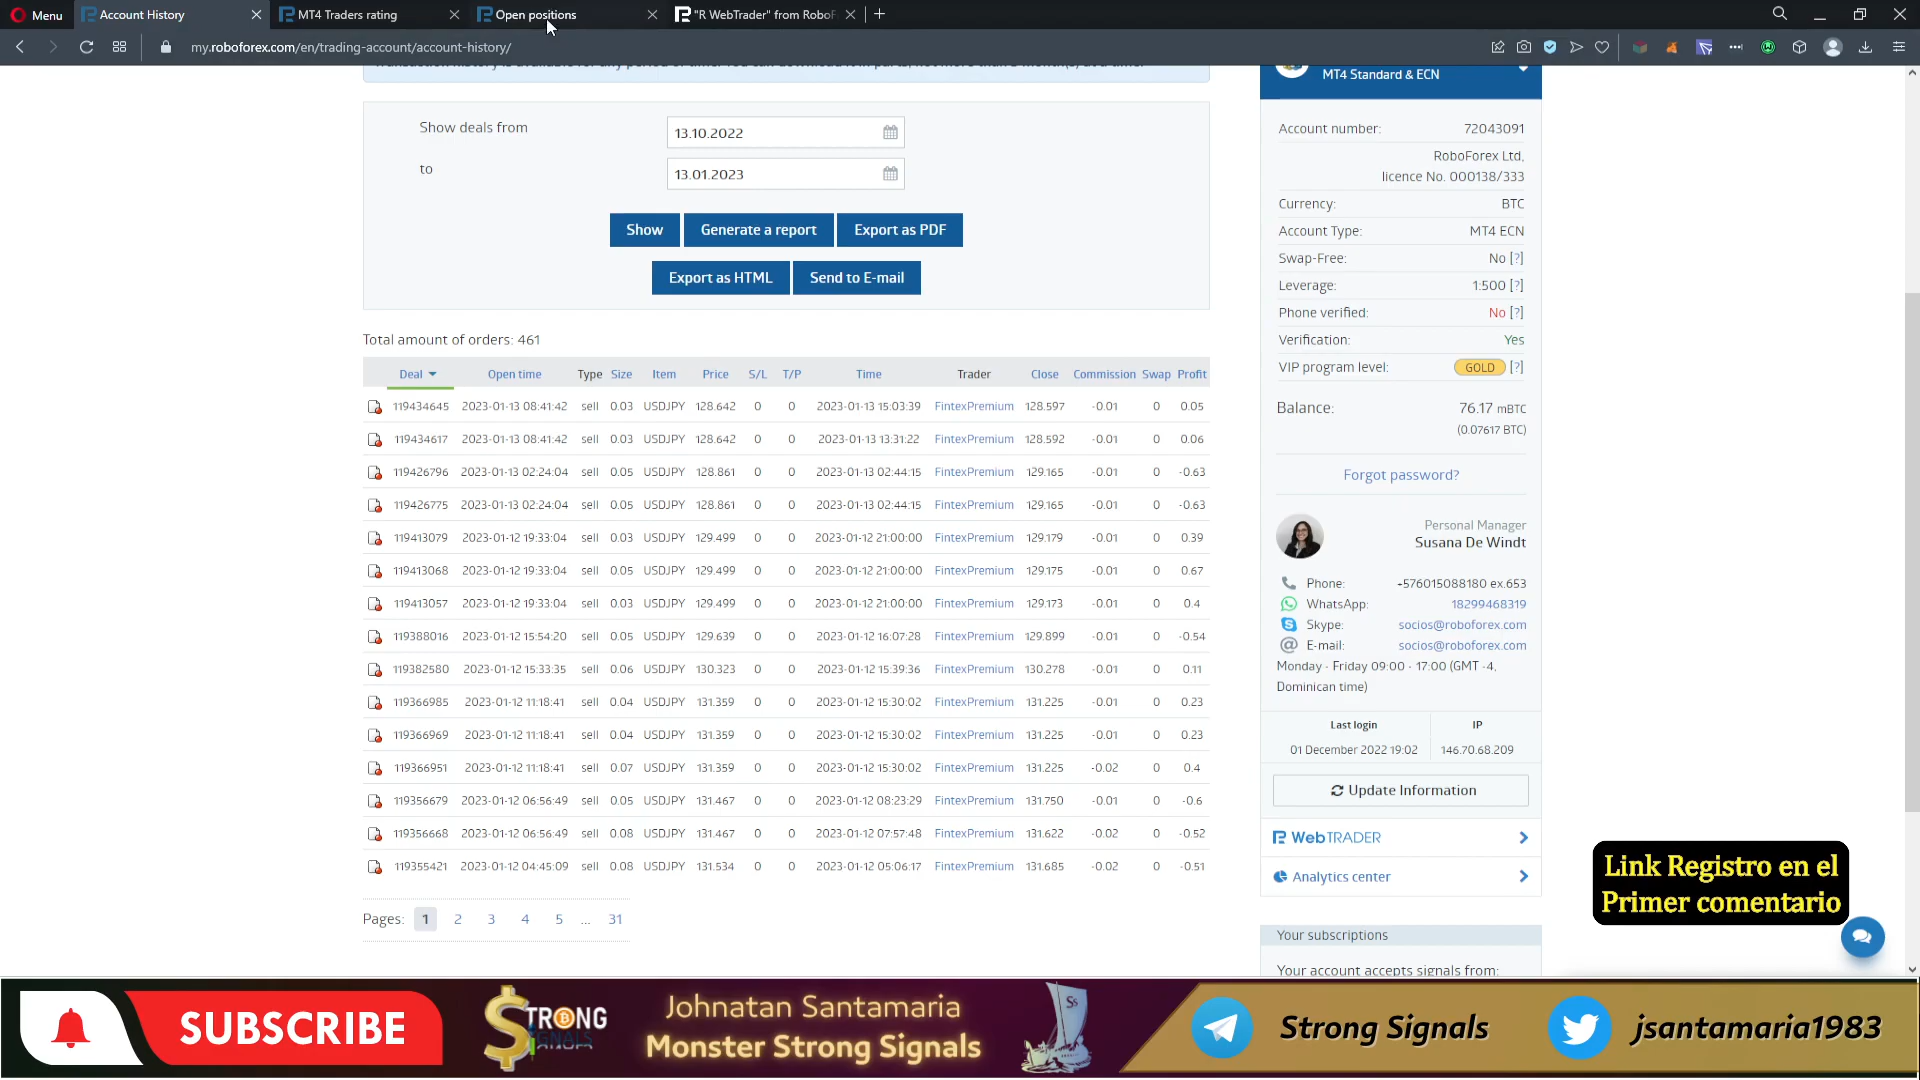 Menu
Account History
MT4 Traders rating
Open positions
"R WebTrader" from RoboF
my.roboforex.com/en/trading-account/account-history/
Show deals from
13.10.2022
to
13.01.2023
Show
Generate a report
Export as PDF
Export as HTML
Send to E-mail
Total amount of orders: 461
Deal Open time Type Size Item Price S/L T/P Time Trader Close Commission Swap Profit
119434645 2023-01-13 08:41:42 sell 0.03 USDJPY 128.642 0 0 2023-01-13 15:03:39 FintexPremium 128.597 -0.01 0 0.05
119434617 2023-01-13 08:41:42 sell 0.03 USDJPY 128.642 0 0 2023-01-13 13:31:22 FintexPremium 128.592 -0.01 0 0.06
119426796 2023-01-13 02:24:04 sell 0.05 USDJPY 128.861 0 0 2023-01-13 02:44:15 FintexPremium 129.165 -0.01 0 -0.63
119426775 2023-01-13 02:24:04 sell 0.05 USDJPY 128.861 0 0 2023-01-13 02:44:15 FintexPremium 129.165 -0.01 0 -0.63
119413079 2023-01-12 19:33:04 sell 0.03 USDJPY 129.499 0 0 2023-01-12 21:00:00 FintexPremium 129.179 -0.01 0 0.39
119413068 2023-01-12 19:33:04 sell 0.05 USDJPY 129.499 0 0 2023-01-12 21:00:00 FintexPremium 129.175 -0.01 0 0.67
119413057 2023-01-12 19:33:04 sell 0.03 USDJPY 129.499 0 0 2023-01-12 21:00:00 FintexPremium 129.173 -0.01 0 0.4
119388016 2023-01-12 15:54:20 sell 0.05 USDJPY 129.639 0 0 2023-01-12 16:07:28 FintexPremium 129.899 -0.01 0 -0.54
119382580 2023-01-12 15:33:35 sell 0.06 USDJPY 130.323 0 0 2023-01-12 15:39:36 FintexPremium 130.278 -0.01 0 0.11
119366985 2023-01-12 11:18:41 sell 0.04 USDJPY 131.359 0 0 2023-01-12 15:30:02 FintexPremium 131.225 -0.01 0 0.23
119366969 2023-01-12 11:18:41 sell 0.04 USDJPY 131.359 0 0 2023-01-12 15:30:02 FintexPremium 131.225 -0.01 0 0.23
119366951 2023-01-12 11:18:41 sell 0.07 USDJPY 131.359 0 0 2023-01-12 15:30:02 FintexPremium 131.225 -0.02 0 0.4
119356679 2023-01-12 06:56:49 sell 0.05 USDJPY 131.467 0 0 2023-01-12 08:23:29 FintexPremium 131.750 -0.01 0 -0.6
119356668 2023-01-12 06:56:49 sell 0.08 USDJPY 131.467 0 0 2023-01-12 07:57:48 FintexPremium 131.622 -0.02 0 -0.52
119355421 2023-01-12 04:45:09 sell 0.08 USDJPY 131.534 0 0 2023-01-12 05:06:17 FintexPremium 131.685 -0.02 0 -0.51
Pages: 1 2 3 4 5 ... 31
MT4 Standard & ECN
Account number: 72043091
RoboForex Ltd,
licence No. 000138/333
Currency: BTC
Account Type: MT4 ECN
Swap-Free: No [?]
Leverage: 1:500 [?]
Phone verified: No [?]
Verification: Yes
VIP program level: GOLD [?]
Balance: 76.17 mBTC
(0.07617 BTC)
Forgot password?
Personal Manager
Susana De Windt
Phone: +576015088180 ex.653
WhatsApp: 18299468319
Skype: socios@roboforex.com
E-mail: socios@roboforex.com
Monday - Friday 09:00 - 17:00 (GMT -4,
Dominican time)
Last login IP
01 December 2022 19:02 146.70.68.209
Update Information
WebTRADER
Analytics center
Your subscriptions
Your account accepts signals from:
Link Registro en el
Primer comentario
SUBSCRIBE
STRONG
SIGNALS
Johnatan Santamaria
Monster Strong Signals
Strong Signals
jsantamaria1983